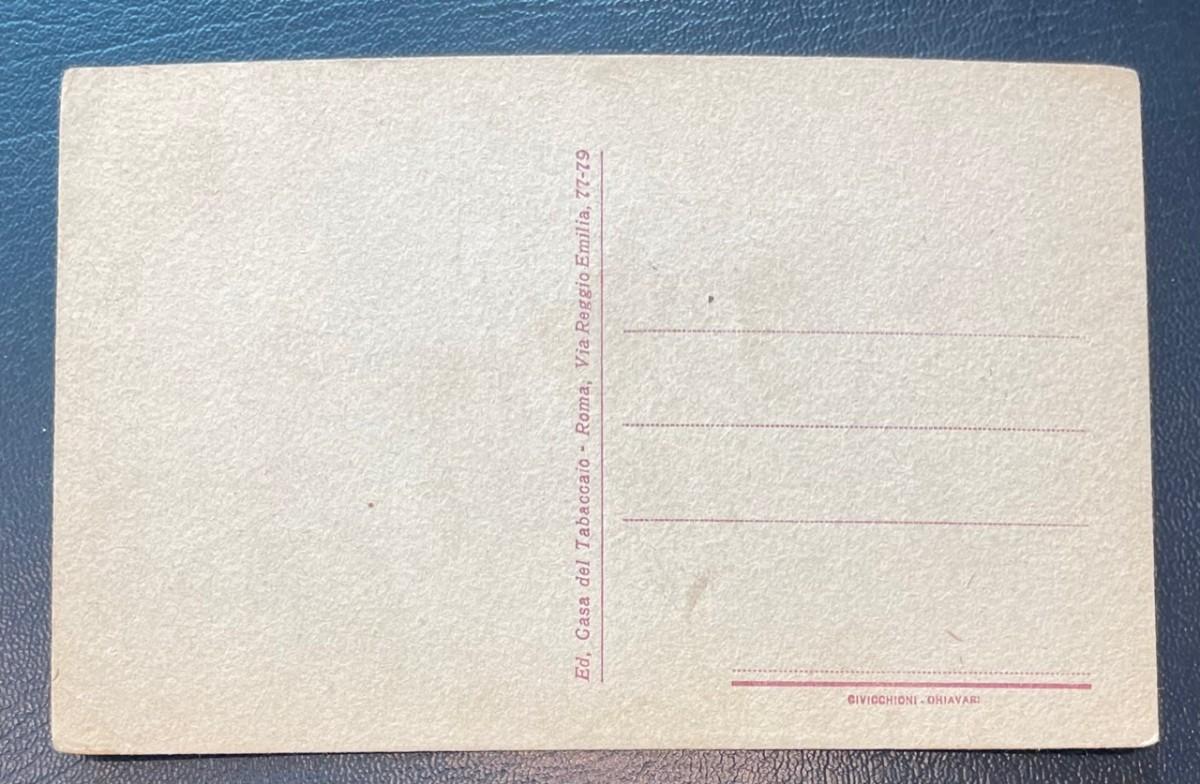 Ed. Casa del Tabaccaio - Roma, Via Reggio Emilia, 77-79
CIVICCHIONI - CHIAVARI